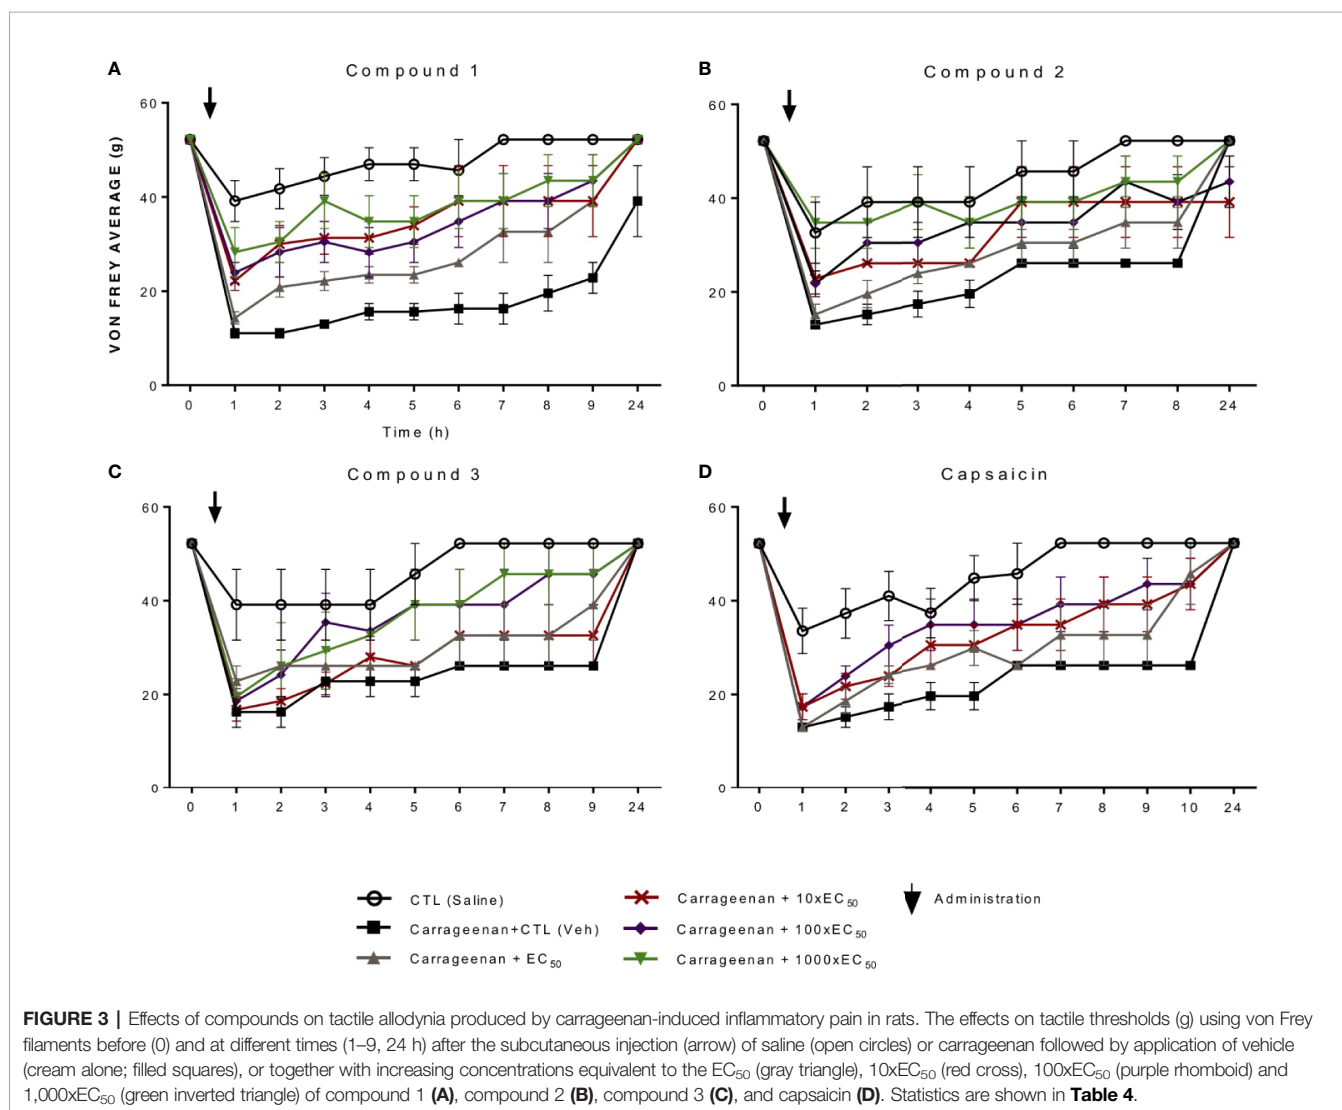 A
Compound 1
B
Compound 2
60
40
20
0
VON FREY AVERAGE (g)
0 1 2 3 4 5 6 7 8 9 24
Time (h)
60
40
20
0
0 1 2 3 4 5 6 7 8 24
C
Compound 3
D
Capsaicin
60
40
20
0
0 1 2 3 4 5 6 7 8 9 24
60
40
20
0
0 1 2 3 4 5 6 7 8 9 10 24
CTL (Saline)
Carrageenan+CTL (Veh)
Carrageenan + EC50
Carrageenan + 10xEC50
Carrageenan + 100xEC50
Carrageenan + 1000xEC50
Administration
FIGURE 3 | Effects of compounds on tactile allodynia produced by carrageenan-induced inflammatory pain in rats. The effects on tactile thresholds (g) using von Frey
filaments before (0) and at different times (1–9, 24 h) after the subcutaneous injection (arrow) of saline (open circles) or carrageenan followed by application of vehicle
(cream alone; filled squares), or together with increasing concentrations equivalent to the EC50 (gray triangle), 10xEC50 (red cross), 100xEC50 (purple rhomboid) and
1,000xEC50 (green inverted triangle) of compound 1 (A), compound 2 (B), compound 3 (C), and capsaicin (D). Statistics are shown in Table 4.